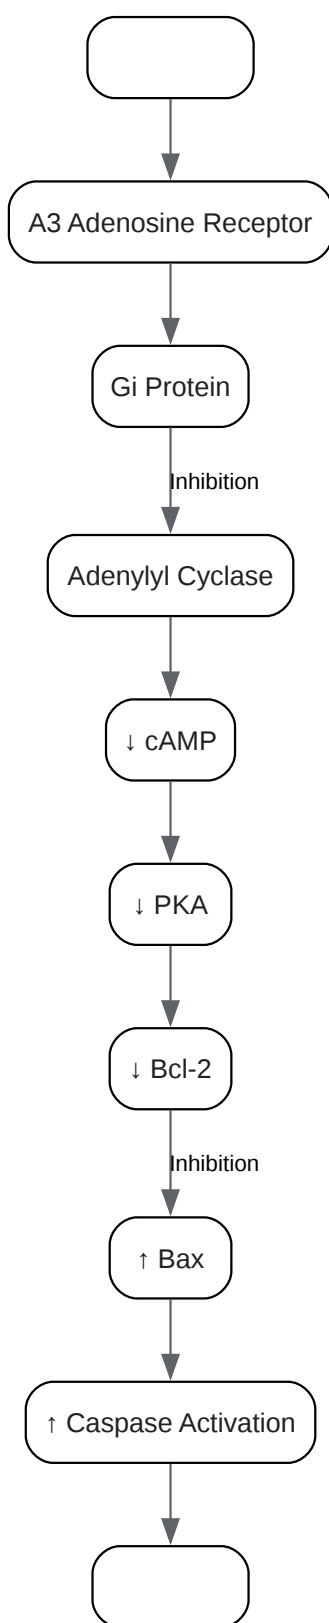 A3 Adenosine Receptor
Gi Protein
Inhibition
Adenylyl Cyclase
↓ cAMP
↓ PKA
↓ Bcl-2
Inhibition
↑ Bax
↑ Caspase Activation